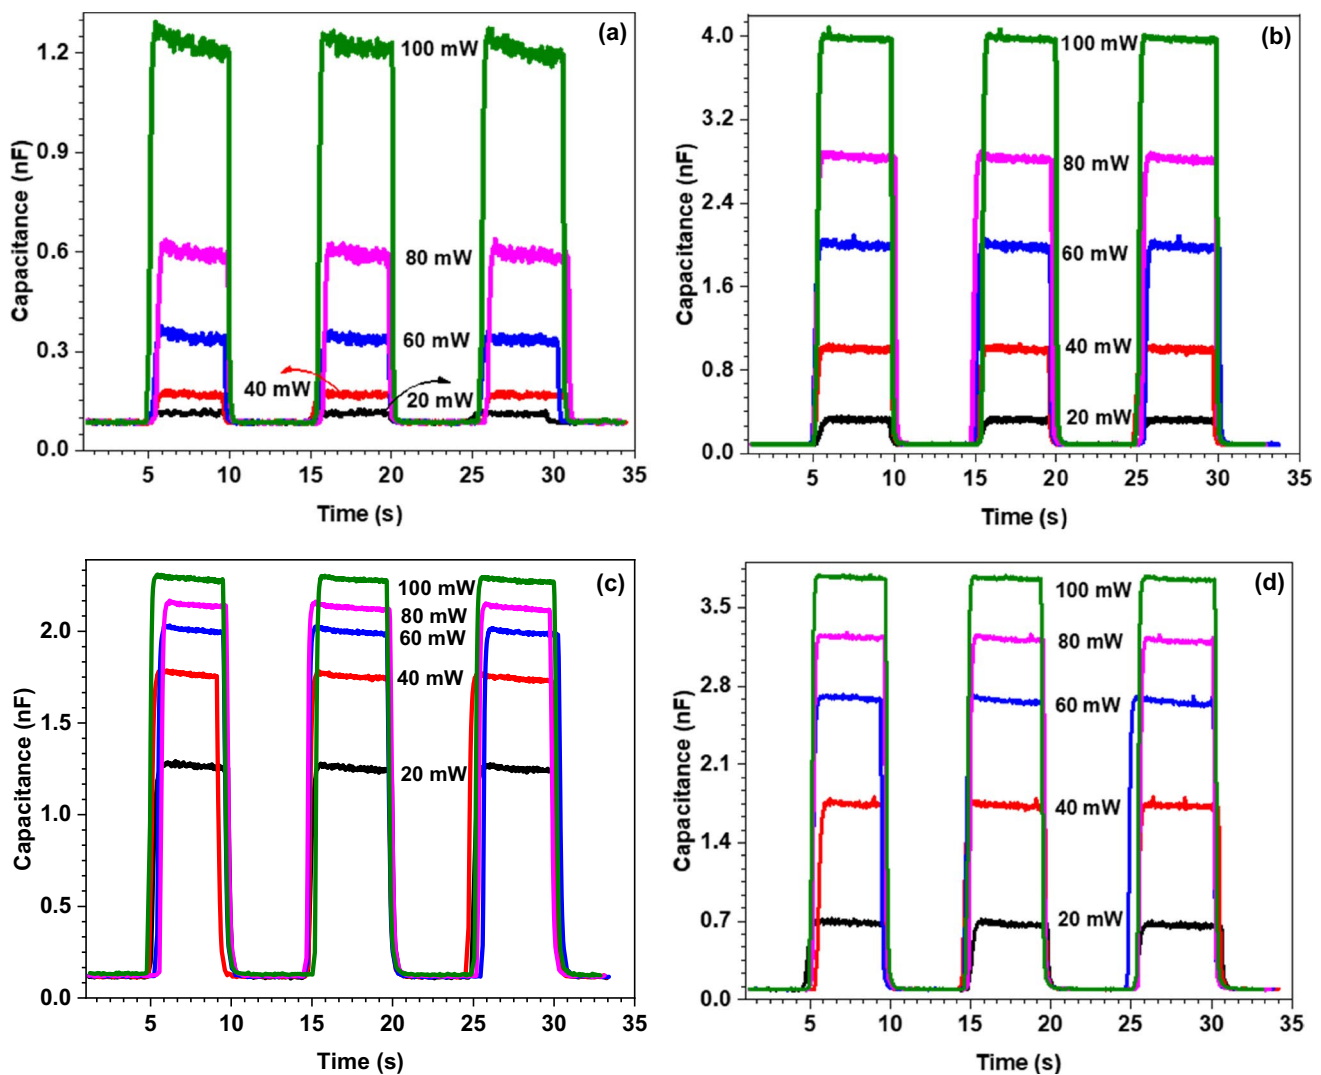 (a)
Capacitance (nF)
1.2
0.9
0.6
0.3
0.0
100 mW
80 mW
60 mW
40 mW
20 mW
5 10 15 20 25 30 35
Time (s)
(b)
Capacitance (nF)
4.0
3.2
2.4
1.6
0.8
0.0
100 mW
80 mW
60 mW
40 mW
20 mW
5 10 15 20 25 30 35
Time (s)
(c)
Capacitance (nF)
2.0
1.5
1.0
0.5
0.0
100 mW
80 mW
60 mW
40 mW
20 mW
5 10 15 20 25 30 35
Time (s)
(d)
Capacitance (nF)
3.5
2.8
2.1
1.4
0.7
0.0
100 mW
80 mW
60 mW
40 mW
20 mW
5 10 15 20 25 30 35
Time (s)